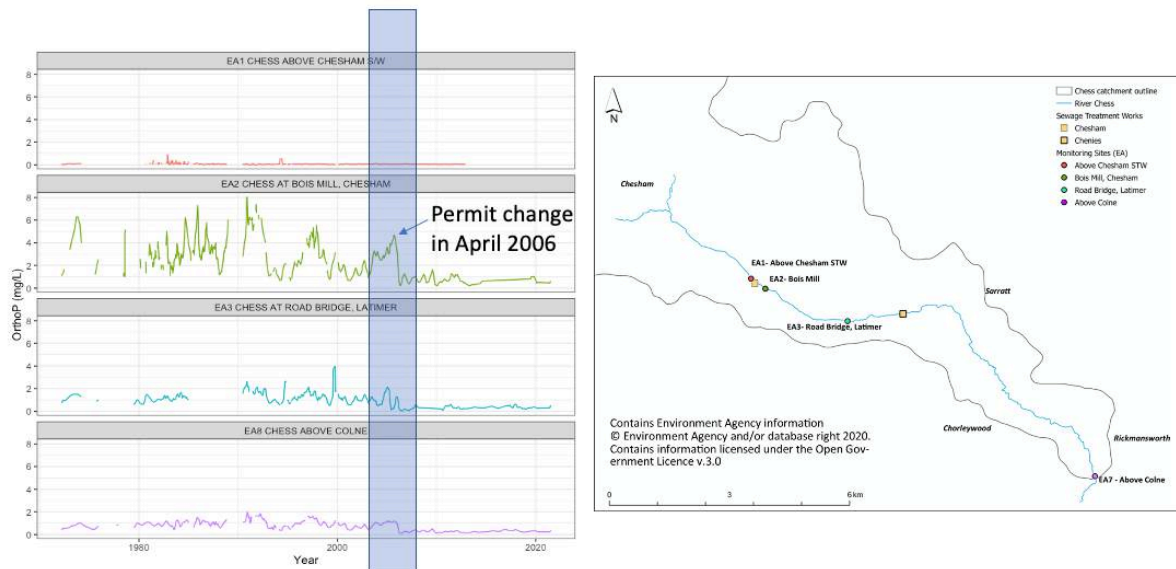 EA1 CHESS ABOVE CHESHAM S/W
8
6
4
2
0
EA2 CHESS AT BOIS MILL, CHESHAM
8
6
4
2
0
Permit change
in April 2006
EA3 CHESS AT ROAD BRIDGE, LATIMER
8
6
4
2
0
EA8 CHESS ABOVE COLNE
8
6
4
2
0
OrthoP (mg/L)
1980
2000
2020
Year
N
Chess catchment outline
River Chess
Sewage Treatment Works
Chesham
Chenies
Monitoring Sites (EA)
Above Chesham STW
Bois Mill, Chesham
Road Bridge, Latimer
Above Colne
Chesham
EA1- Above Chesham STW
EA2- Bois Mill
Sarratt
EA3- Road Bridge, Latimer
Contains Environment Agency information
© Environment Agency and/or database right 2020.
Contains information licensed under the Open Gov-
ernment Licence v.3.0
Chorleywood
Rickmansworth
EA7 - Above Colne
0
3
6km